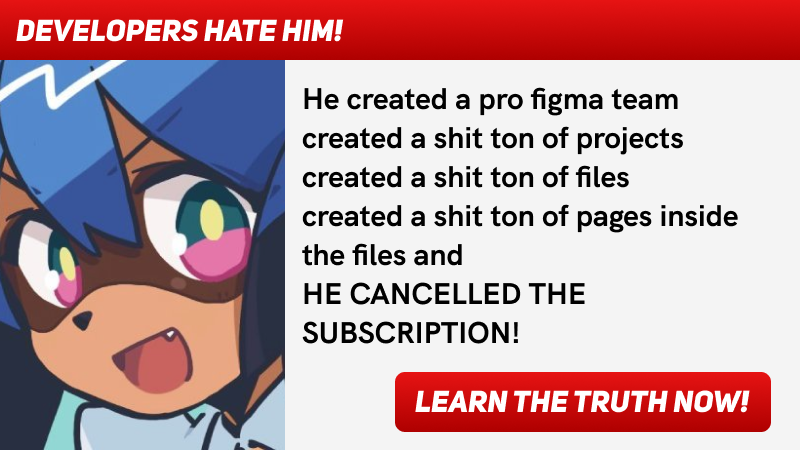 DEVELOPERS HATE HIM!
He created a pro figma team
created a shit ton of projects
created a shit ton of files
created a shit ton of pages inside
the files and
HE CANCELLED THE
SUBSCRIPTION!
LEARN THE TRUTH NOW!